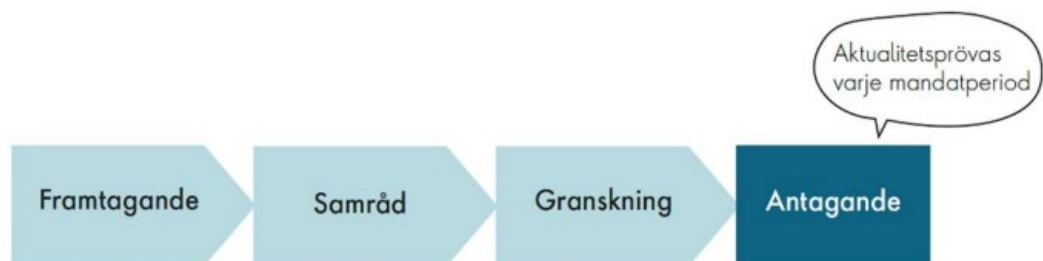 Aktualitetsprövas
varje mandatperiod
Framtagande
Samråd
Granskning
Antagande